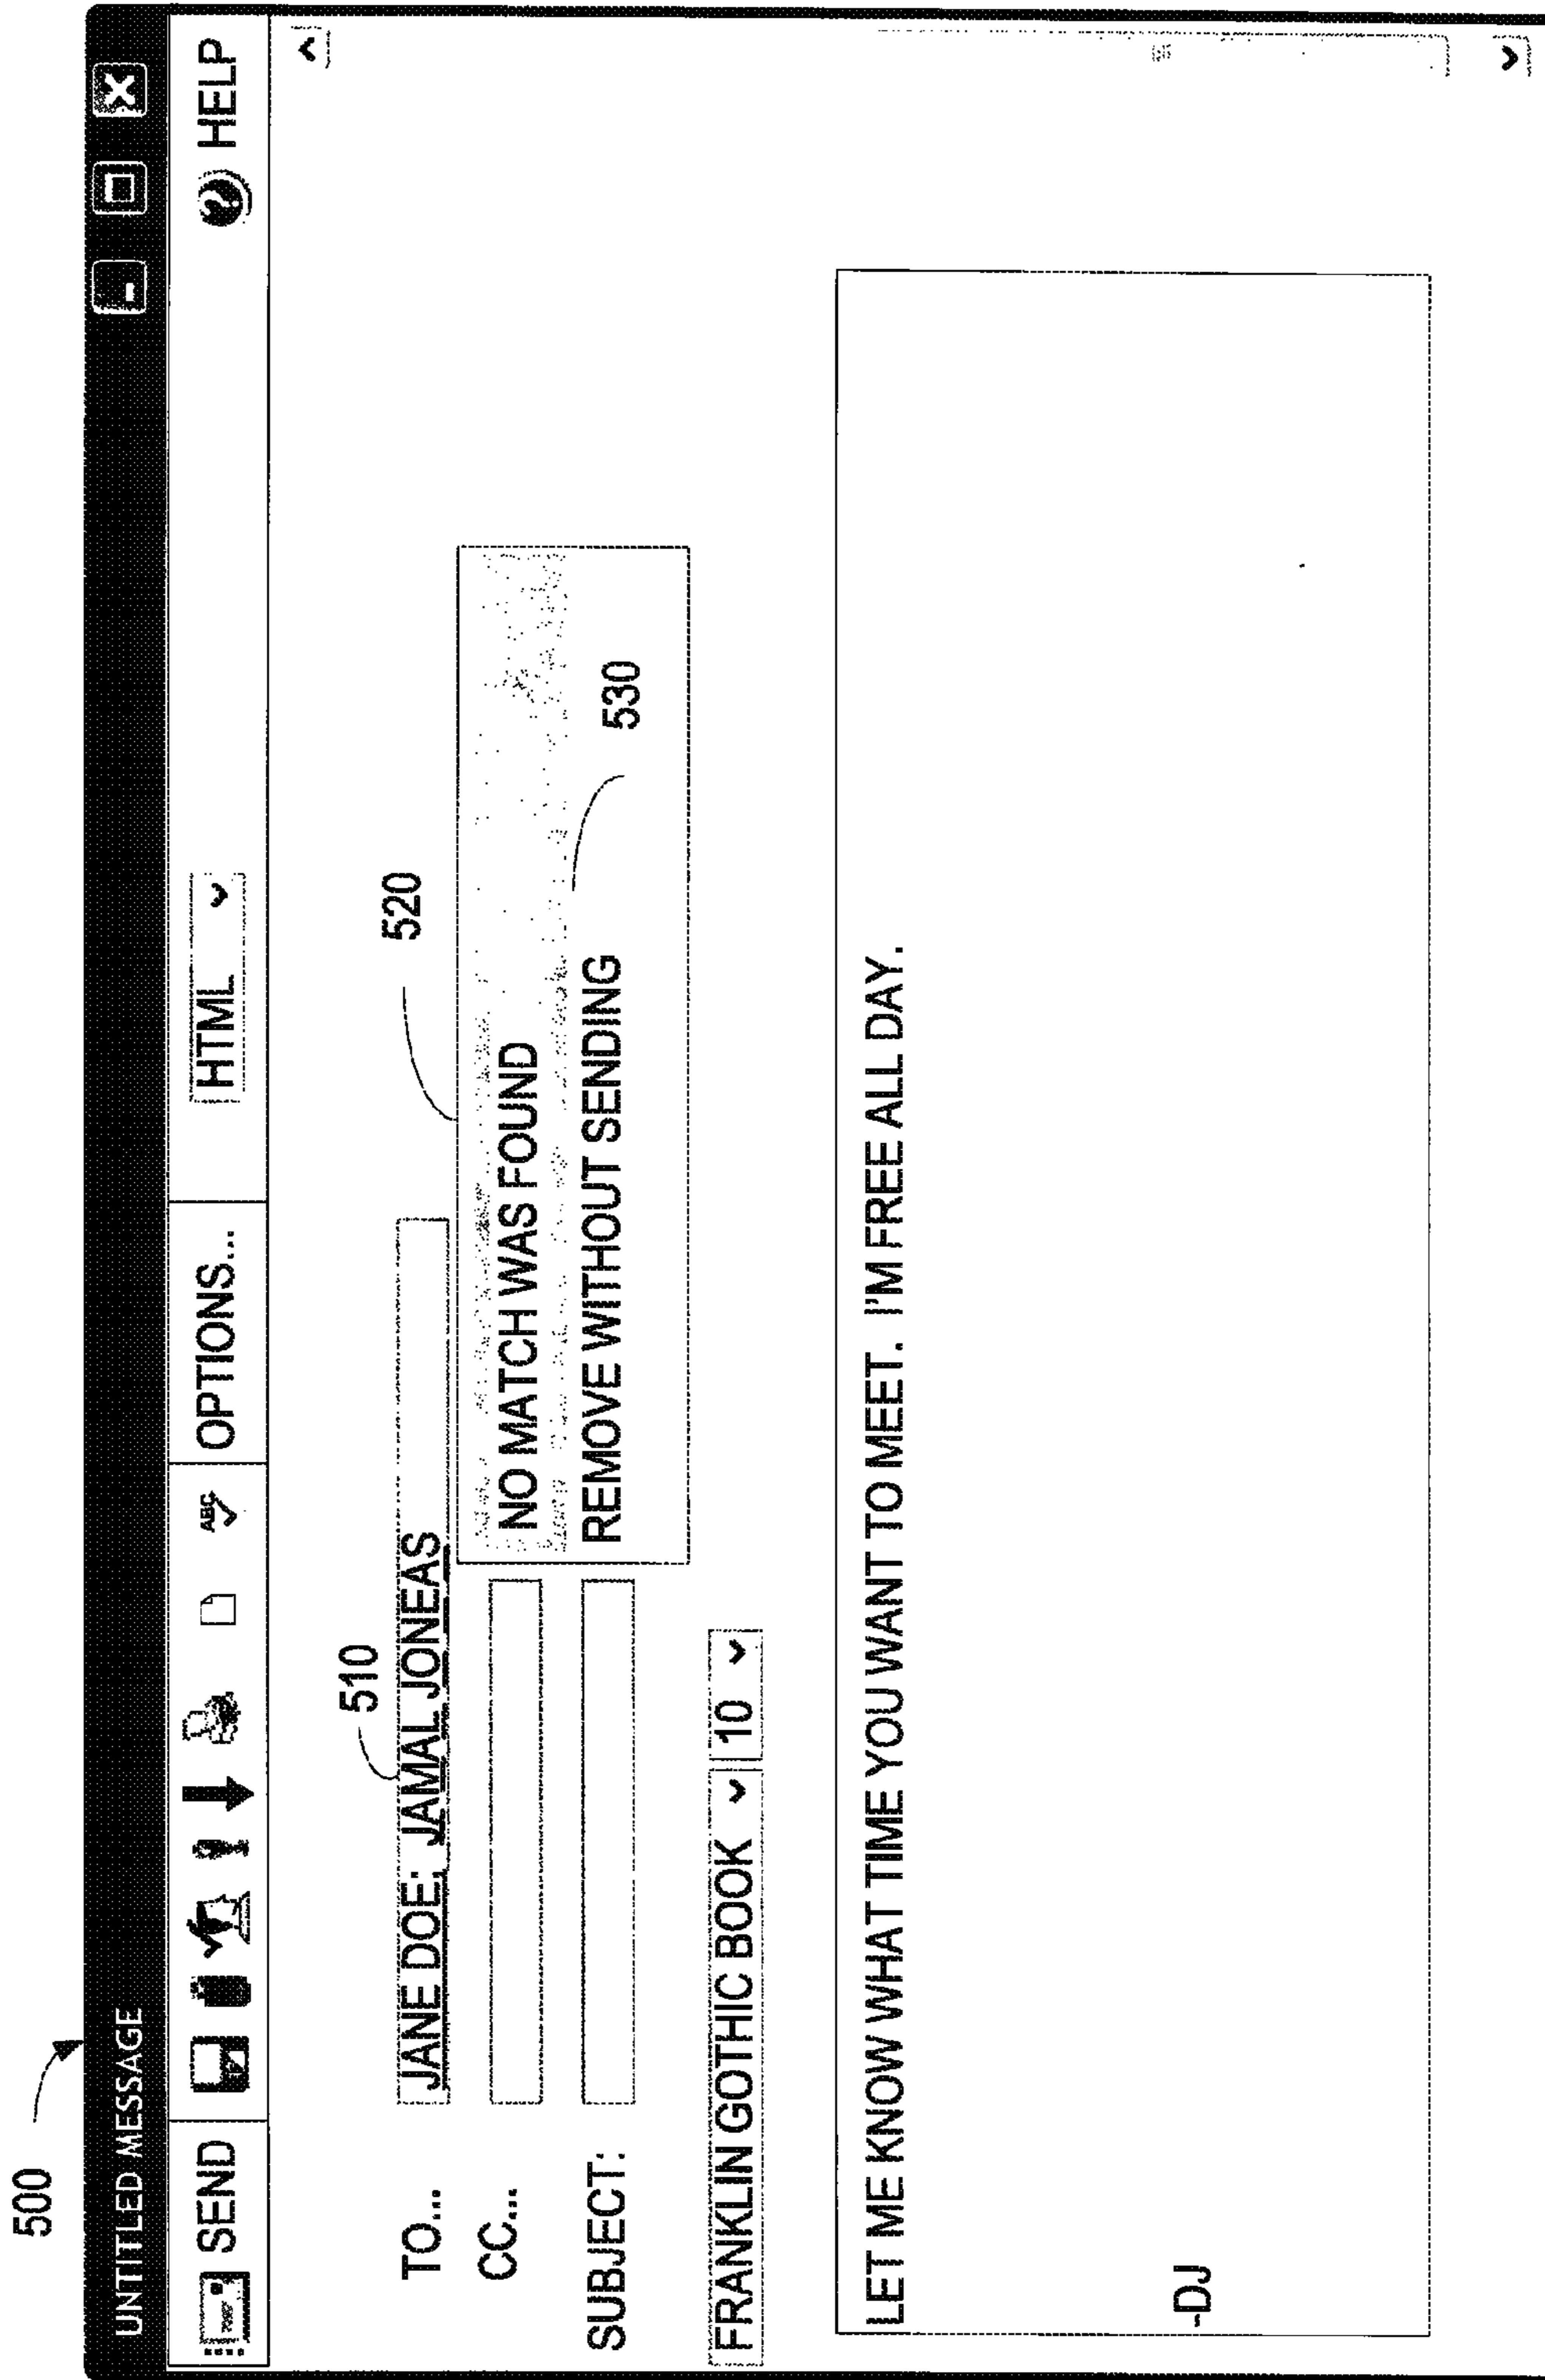 500
UNTITLED MESSAGE
SEND ABC OPTIONS... HTML HELP
510
520
TO... JANE DOE; JAMAL JONEAS
CC...
NO MATCH WAS FOUND
SUBJECT:
REMOVE WITHOUT SENDING
530
FRANKLIN GOTHIC BOOK 10
LET ME KNOW WHAT TIME YOU WANT TO MEET. I'M FREE ALL DAY.
-DJ